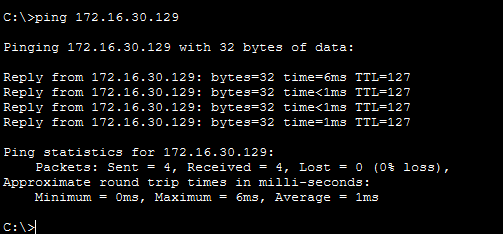 C:\>ping 172.16.30.129
Pinging 172.16.30.129 with 32 bytes of data:
Reply from 172.16.30.129: bytes=32 time=6ms TTL=127
Reply from 172.16.30.129: bytes=32 time<1ms TTL=127
Reply from 172.16.30.129: bytes=32 time<1ms TTL=127
Reply from 172.16.30.129: bytes=32 time=1ms TTL=127
Ping statistics for 172.16.30.129:
    Packets: Sent = 4, Received = 4, Lost = 0 (0% loss),
Approximate round trip times in milli-seconds:
    Minimum = 0ms, Maximum = 6ms, Average = 1ms
C:\>